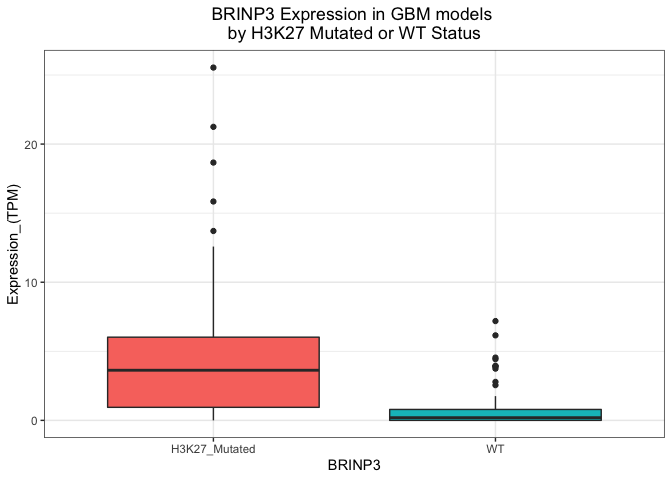 BRINP3 Expression in GBM models
by H3K27 Mutated or WT Status
Expression_(TPM)
20
10
0
H3K27_Mutated
WT
BRINP3